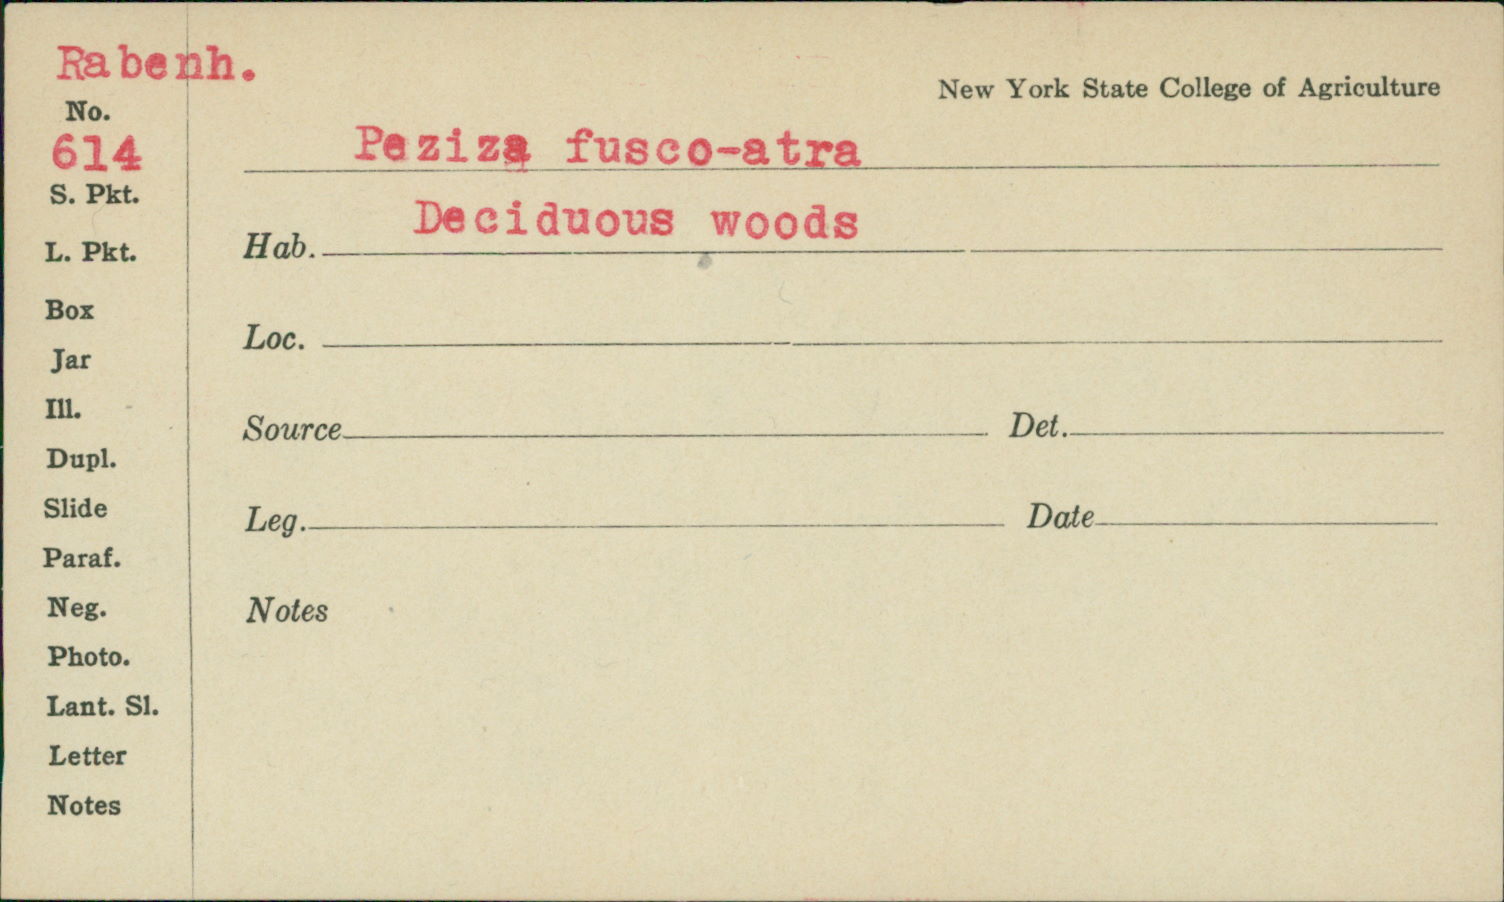 Rabenh.
New York State College of Agriculture
No.
614
Peziza fusco-atra
S. Pkt.
Hab. Deciduous woods
L. Pkt.
Box
Loc.
Jar
Ill.
Source Det.
Dupl.
Slide
Leg. Date
Paraf.
Neg.
Notes
Photo.
Lant. Sl.
Letter
Notes